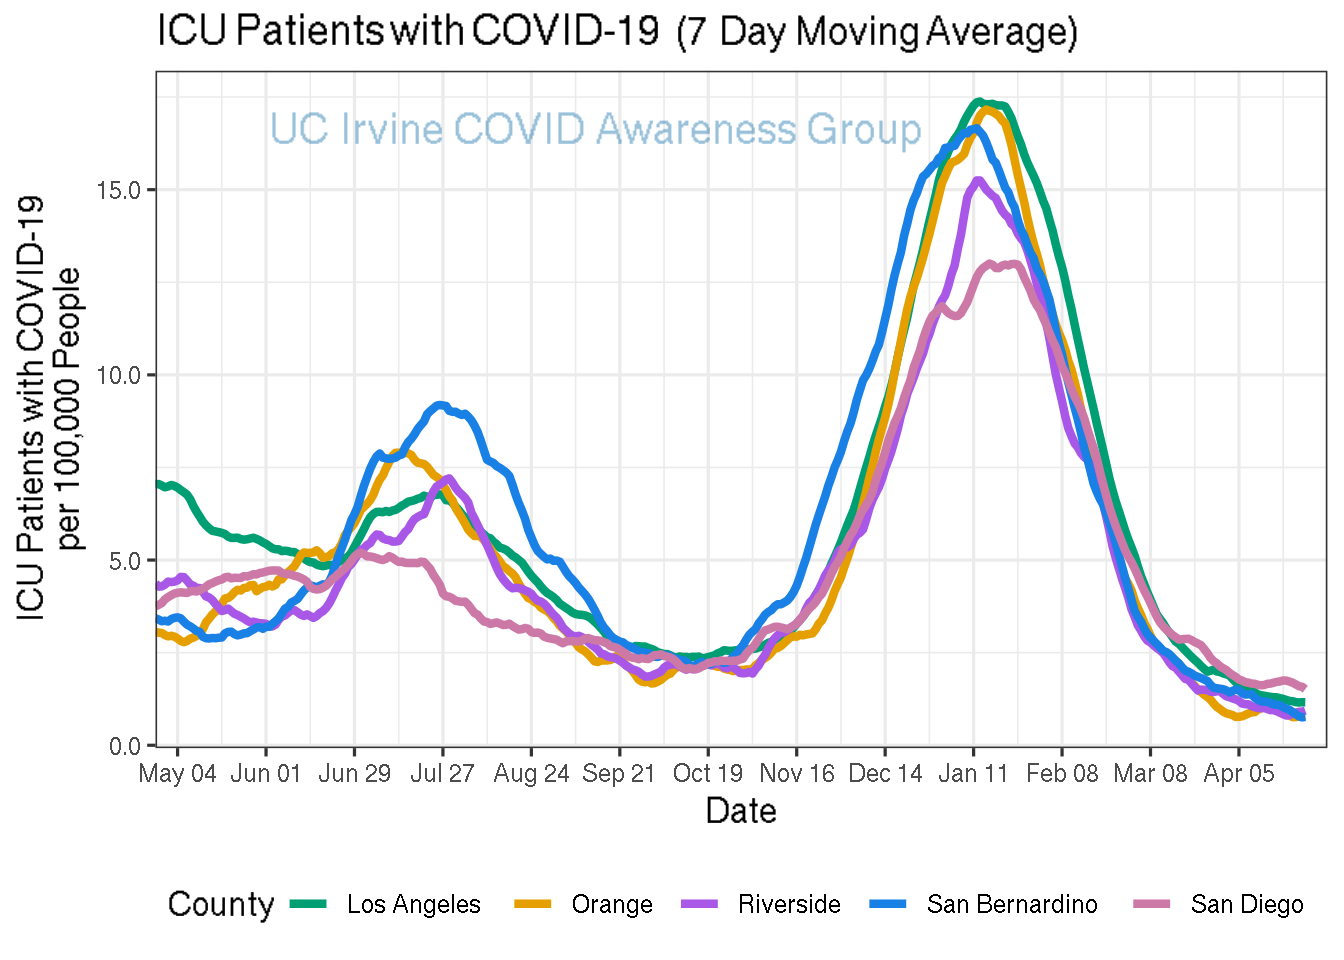 ICU Patients with COVID-19 (7 Day Moving Average)
UC Irvine COVID Awareness Group
ICU Patients with COVID-19
per 100,000 People
15.0
10.0
5.0
0.0
May 04 Jun 01 Jun 29 Jul 27 Aug 24 Sep 21 Oct 19 Nov 16 Dec 14 Jan 11 Feb 08 Mar 08 Apr 05
Date
County Los Angeles Orange Riverside San Bernardino San Diego